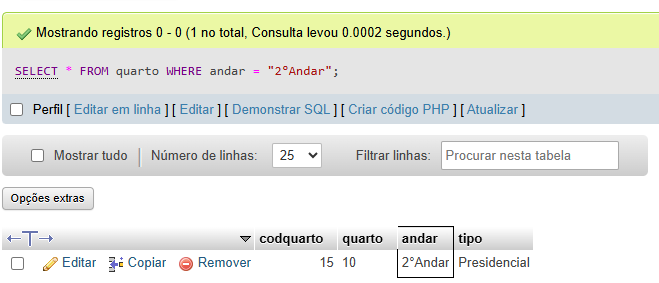 Mostrando registros 0 - 0 (1 no total, Consulta levou 0.0002 segundos.)
SELECT * FROM quarto WHERE andar = "2°Andar";
Perfil [ Editar em linha ] [ Editar ] [ Demonstrar SQL ] [ Criar código PHP ] [ Atualizar ]
Mostrar tudo | Número de linhas: 25 Filtrar linhas: Procurar nesta tabela
Opções extras
←T→ codquarto quarto andar tipo
Editar Copiar Remover 15 10 2°Andar Presidencial